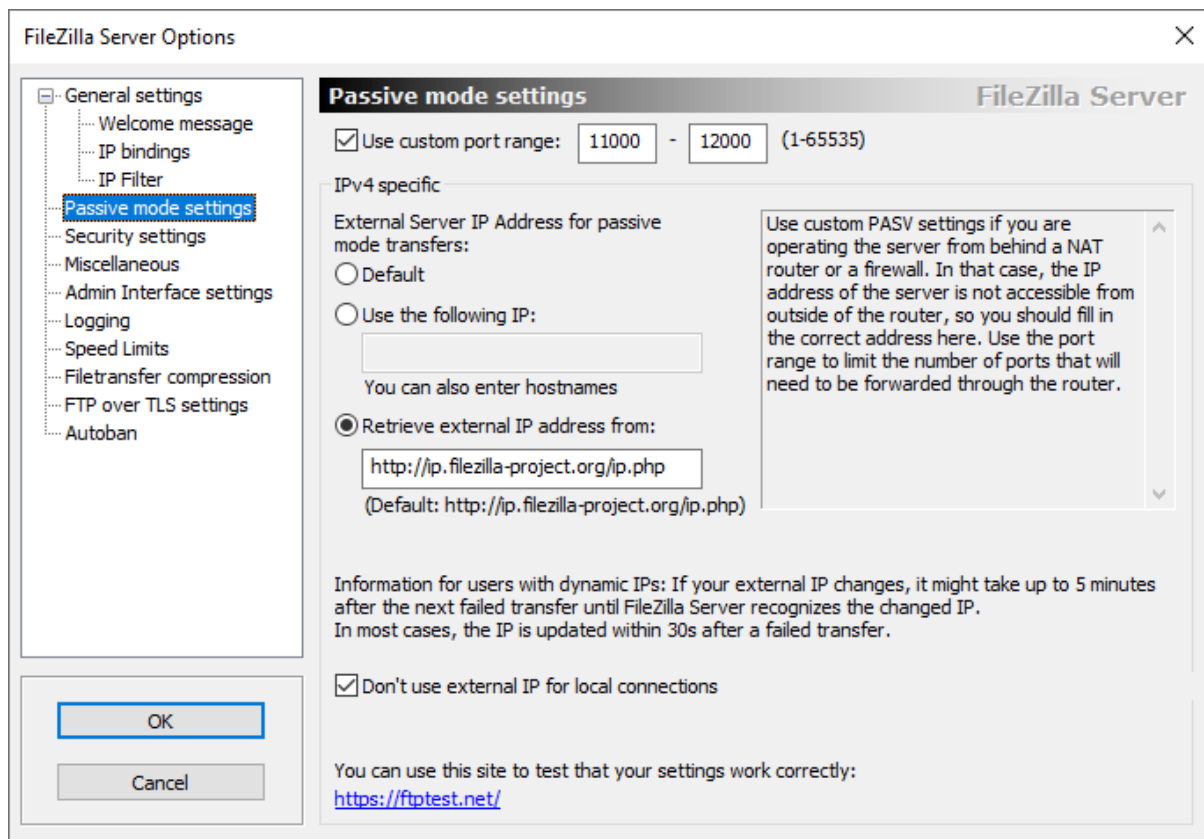 FileZilla Server Options
General settings
Welcome message
IP bindings
IP Filter
Passive mode settings
Security settings
Miscellaneous
Admin Interface settings
Logging
Speed Limits
Filetransfer compression
FTP over TLS settings
Autoban
OK
Cancel
Passive mode settings
FileZilla Server
Use custom port range: 11000 - 12000 (1-65535)
IPv4 specific
External Server IP Address for passive
mode transfers:
Default
Use the following IP:
You can also enter hostnames
Retrieve external IP address from:
http://ip.filezilla-project.org/ip.php
(Default: http://ip.filezilla-project.org/ip.php)
Use custom PASV settings if you are
operating the server from behind a NAT
router or a firewall. In that case, the IP
address of the server is not accessible from
outside of the router, so you should fill in
the correct address here. Use the port
range to limit the number of ports that will
need to be forwarded through the router.
Information for users with dynamic IPs: If your external IP changes, it might take up to 5 minutes
after the next failed transfer until FileZilla Server recognizes the changed IP.
In most cases, the IP is updated within 30s after a failed transfer.
Don't use external IP for local connections
You can use this site to test that your settings work correctly:
https://ftptest.net/